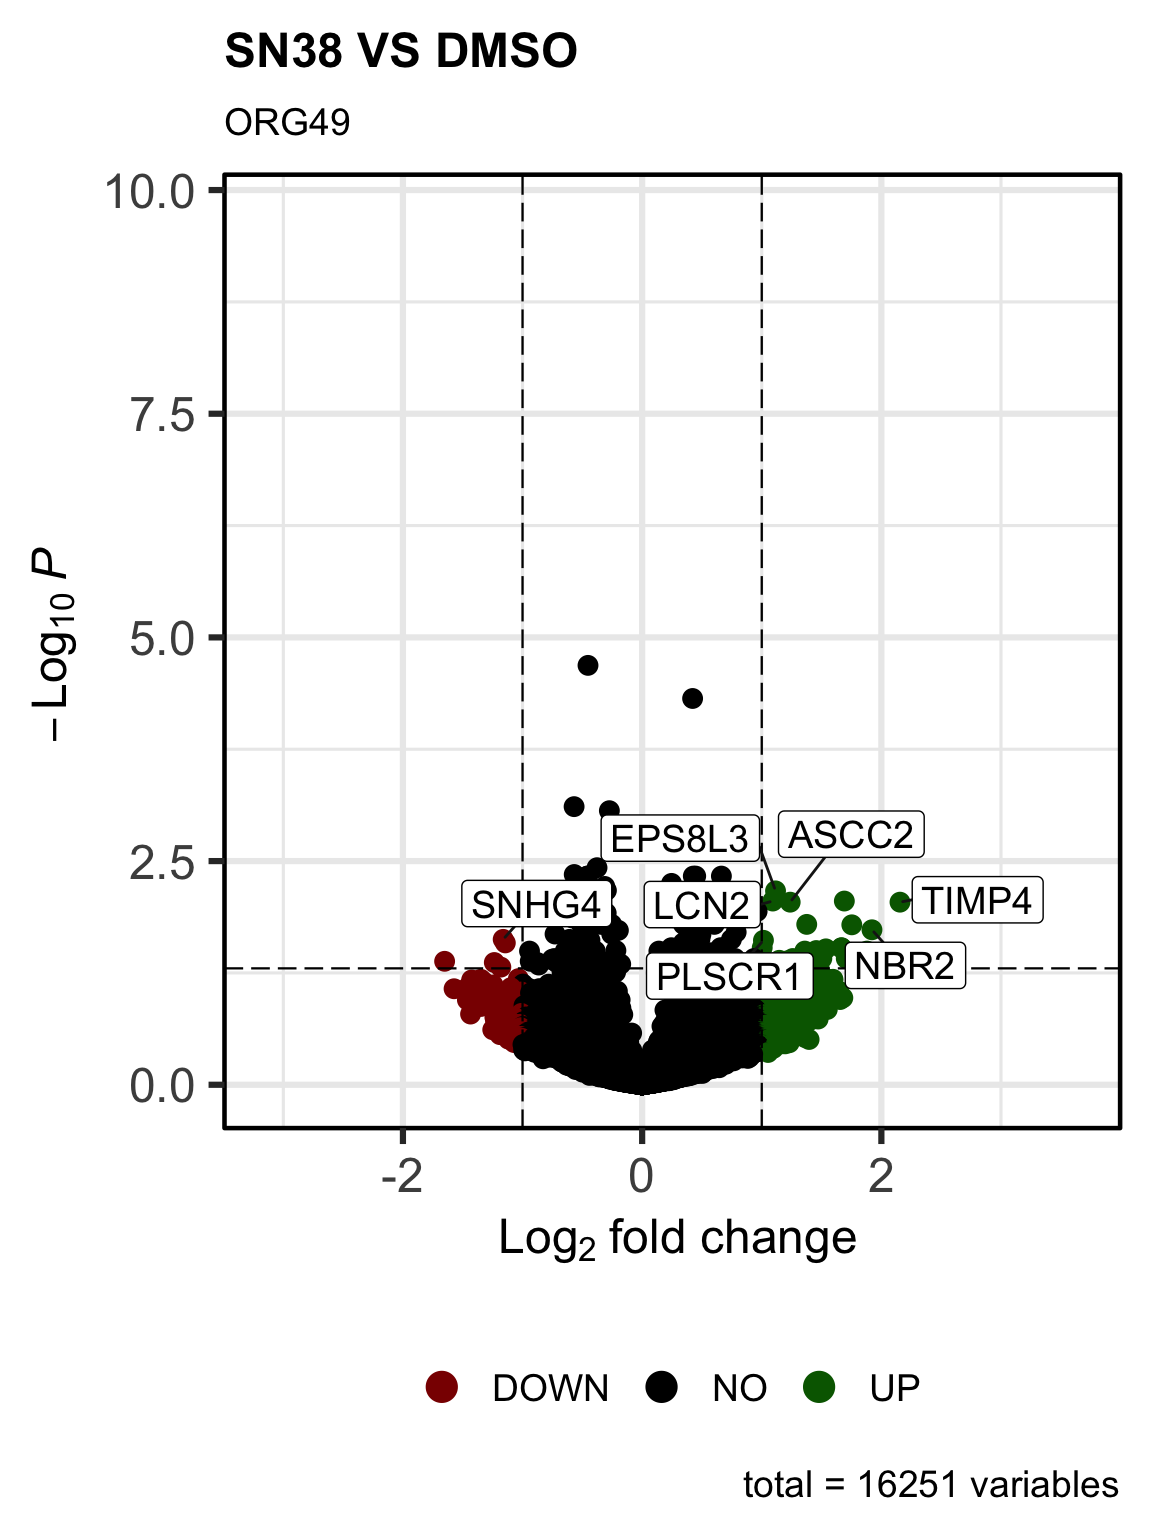 SN38 VS DMSO
ORG49
10.0
7.5
5.0
2.5
0.0
−Log₁₀ P
EPS8L3
ASCC2
SNHG4
LCN2
TIMP4
PLSCR1
NBR2
-2 0 2
Log₂ fold change
DOWN NO UP
total = 16251 variables